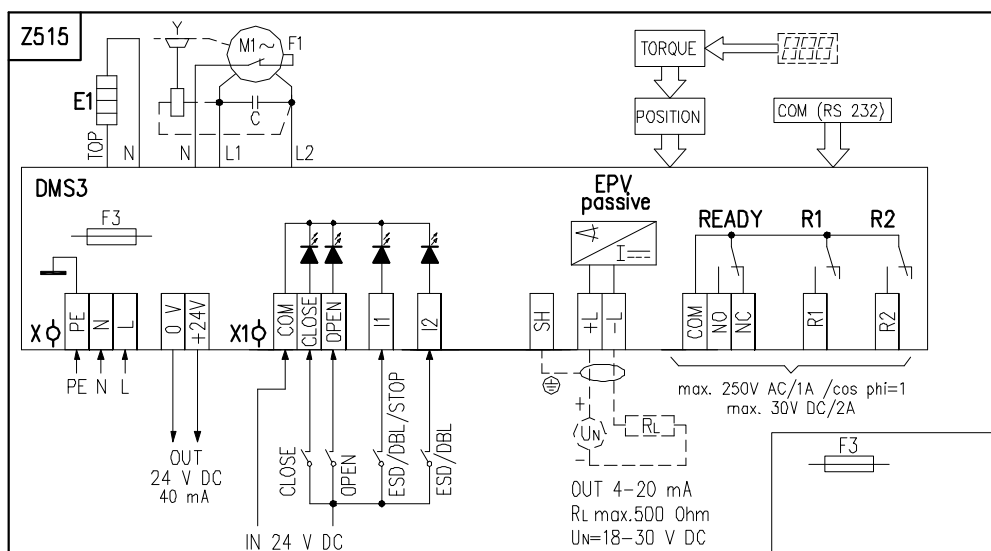 Z515
Y
M1~
F1
E1
C
TOP
N
N
L1
L2
TORQUE
POSITION
COM (RS 232)
DMS3
F3
EPV
passive
READY
R1
R2
X
PE
N
L
0 V
+24V
X1
COM
CLOSE
OPEN
I1
I2
SH
+L
-L
COM
NO
NC
R1
R2
PE N L
max. 250V AC/1A /cos phi=1
max. 30V DC/2A
+
UN
-
RL
CLOSE
OPEN
ESD/DBL/STOP
ESD/DBL
OUT
24 V DC
40 mA
IN 24 V DC
OUT 4-20 mA
RL max.500 Ohm
UN=18-30 V DC
F3